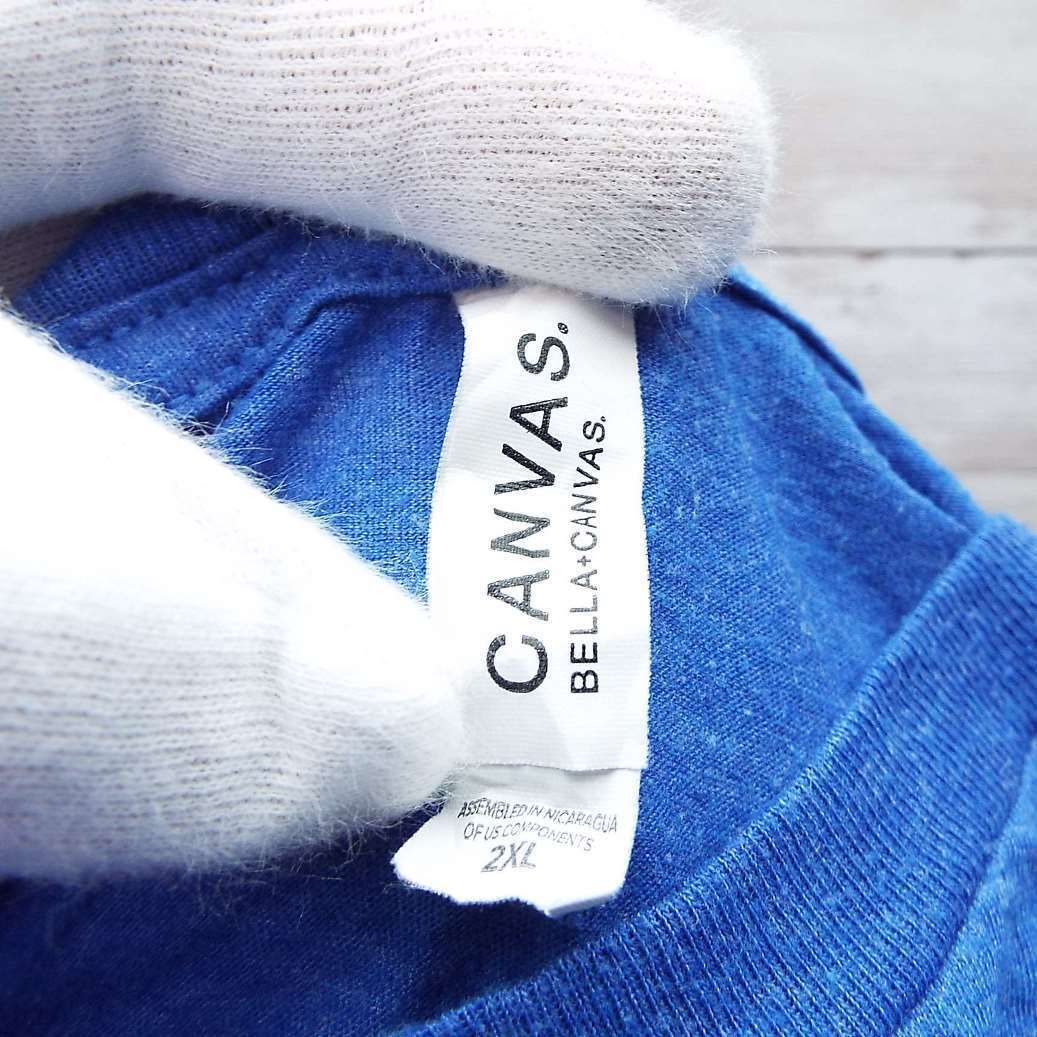 CANVAS.
BELLA+CANVAS.
ASSEMBLED IN NICARAGUA
OF US COMPONENTS
2XL